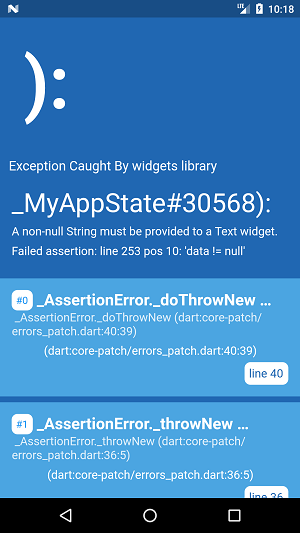 LTE 10:18
):
Exception Caught By widgets library
_MyAppState#30568):
A non-null String must be provided to a Text widget.
Failed assertion: line 253 pos 10: 'data != null'
#0 _AssertionError._doThrowNew ...
_AssertionError._doThrowNew (dart:core-patch/
errors_patch.dart:40:39)
(dart:core-patch/errors_patch.dart:40:39)
line 40
#1 _AssertionError._throwNew ...
_AssertionError._throwNew (dart:core-patch/
errors_patch.dart:36:5)
(dart:core-patch/errors_patch.dart:36:5)
line 36